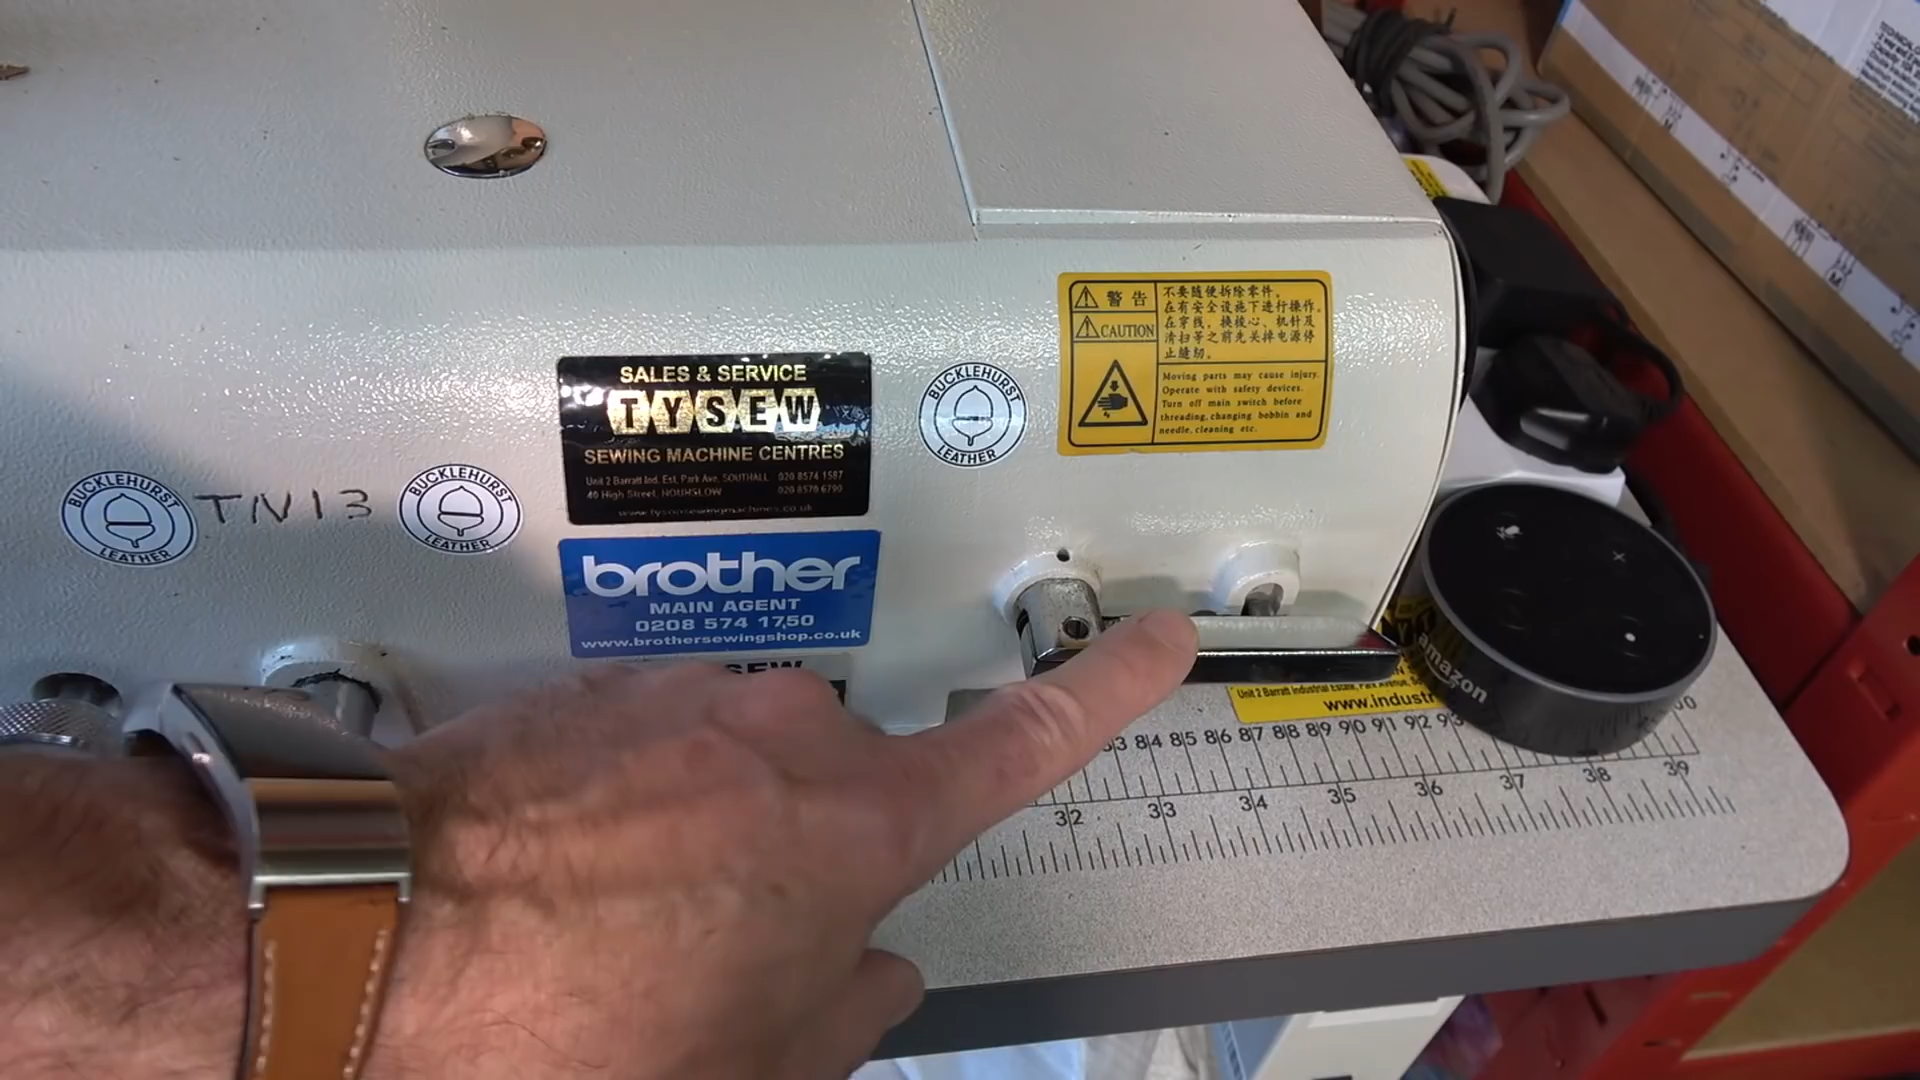 警告
CAUTION
不要随便拆除零件。
在有安全设施下进行操作。
在穿线，换梭心、机针及
清扫等之前先关掉电源停
止缝纫。
Moving parts may cause injury.
Operate with safety devices.
Turn off main switch before
threading, changing bobbin and
needle, cleaning etc.
SALES & SERVICE
TYSEW
SEWING MACHINE CENTRES
Unit 2 Barratt Ind. Est, Park Ave, SOUTHALL 020 8574 1587
40 High Street, HOUNSLOW 020 8570 6790
BUCKLEHURST
LEATHER
BUCKLEHURST
LEATHER
TN13
BUCKLEHURST
LEATHER
brother
MAIN AGENT
0208 574 1750
www.brothersewingshop.co.uk
SEW
amazon
Unit 2 Barratt Industrial Estate, Park Avenue,
www.industr
84 85 86 87 88 89 90 91 92
32 33 34 35 36 37 38 39